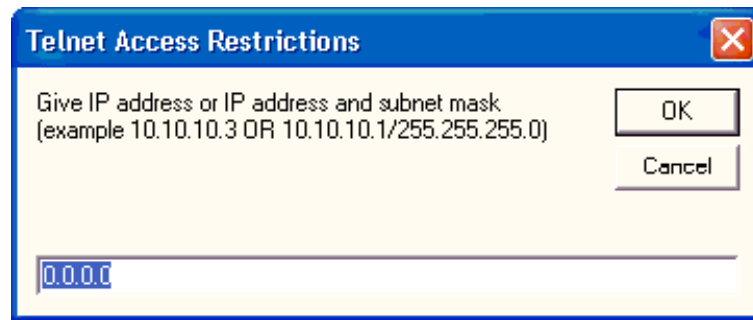 Telnet Access Restrictions
Give IP address or IP address and subnet mask
(example 10.10.10.3 OR 10.10.10.1/255.255.255.0)
OK
Cancel
0.0.0.0